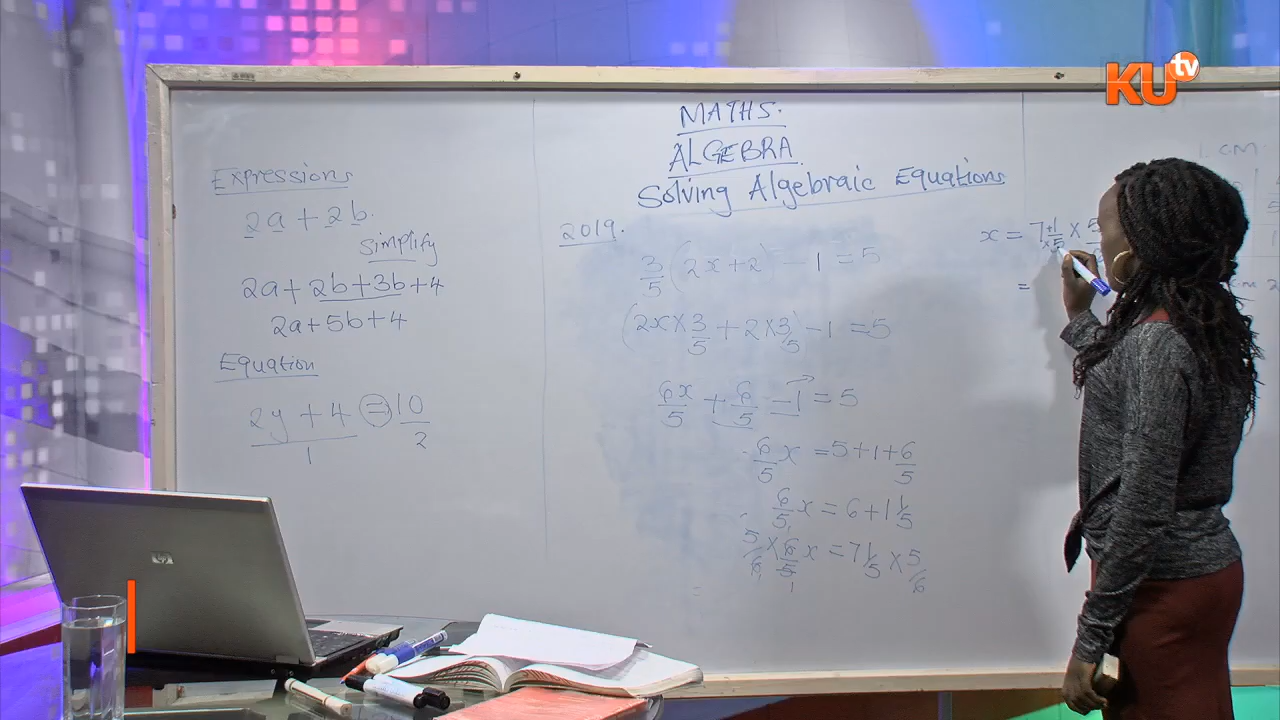 KU tv
MATHS.
ALGEBRA
Solving Algebraic Equations
Expressions
2a + 2b.
simplify
2a + 2b + 3b + 4
2a + 5b + 4
Equation
2y + 4 = 10
1 2
2019.
3/5 (2x + 2) - 1 = 5
(2x × 3/5 + 2 × 3/5) - 1 = 5
6x/5 + 6/5 - 1 = 5
6/5 x = 5 + 1 + 6/5
6/5 x = 6 + 1 1/5
5/6 × 6/5 x = 7 1/5 × 5/6
x = 7 1/5 × 5
=
LCM
hp